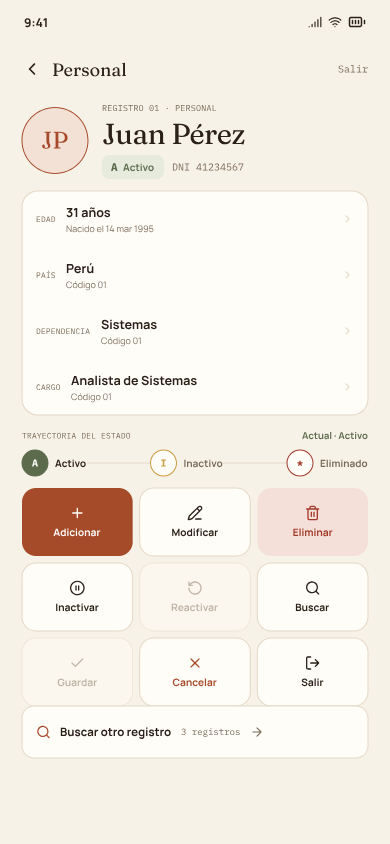 9:41
Personal
Salir
REGISTRO 01 · PERSONAL
JP
Juan Pérez
A Activo
DNI 41234567
EDAD
31 años
Nacido el 14 mar 1995
PAÍS
Perú
Código 01
DEPENDENCIA
Sistemas
Código 01
CARGO
Analista de Sistemas
Código 01
TRAYECTORIA DEL ESTADO
Actual · Activo
A Activo
I Inactivo
* Eliminado
Adicionar
Modificar
Eliminar
Inactivar
Reactivar
Buscar
Guardar
Cancelar
Salir
Buscar otro registro 3 registros